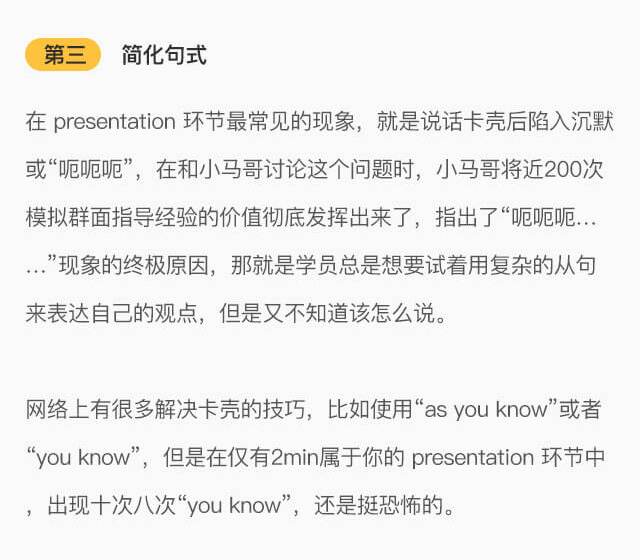 第三 简化句式
在 presentation 环节最常见的现象，就是说话卡壳后陷入沉默
或“呃呃呃”，在和小马哥讨论这个问题时，小马哥将近200次
模拟群面指导经验的价值彻底发挥出来了，指出了“呃呃呃…
…”现象的终极原因，那就是学员总是想要试着用复杂的从句
来表达自己的观点，但是又不知道该怎么说。
网络上有很多解决卡壳的技巧，比如使用“as you know”或者
“you know”，但是在仅有2min属于你的 presentation 环节中
，出现十次八次“you know”，还是挺恐怖的。